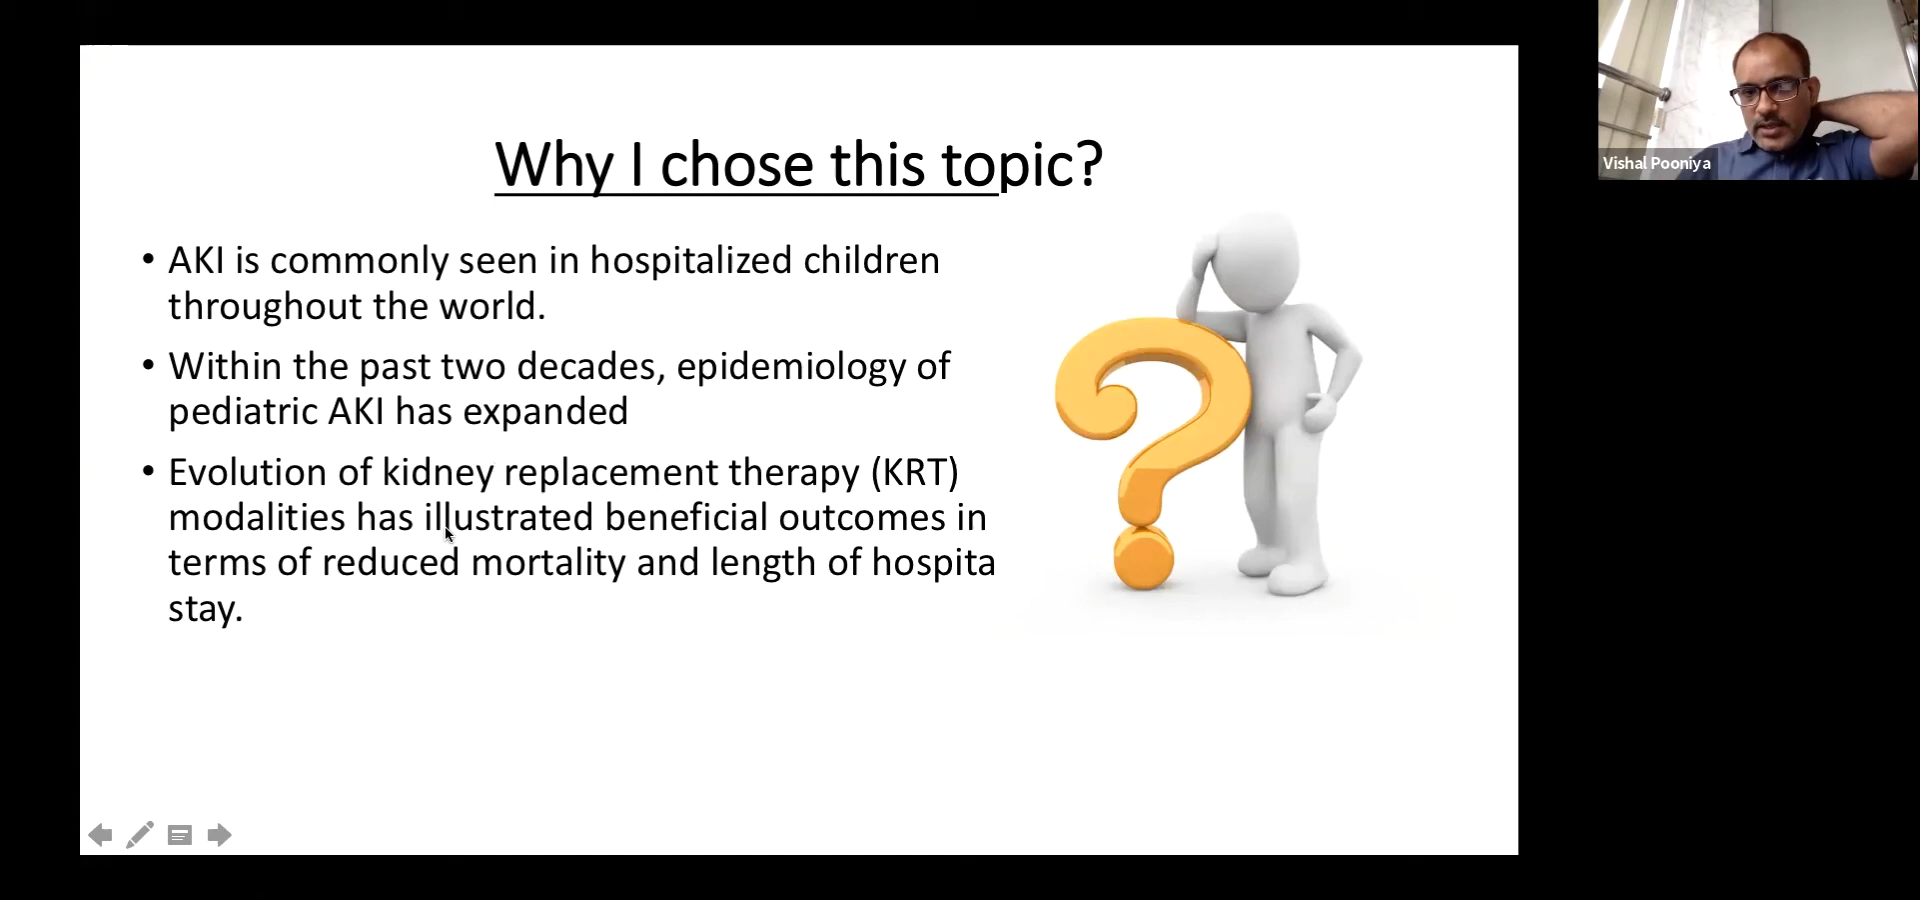 Why I chose this topic?
• AKI is commonly seen in hospitalized children
throughout the world.
• Within the past two decades, epidemiology of
pediatric AKI has expanded
• Evolution of kidney replacement therapy (KRT)
modalities has illustrated beneficial outcomes in
terms of reduced mortality and length of hospita
stay.
Vishal Pooniya